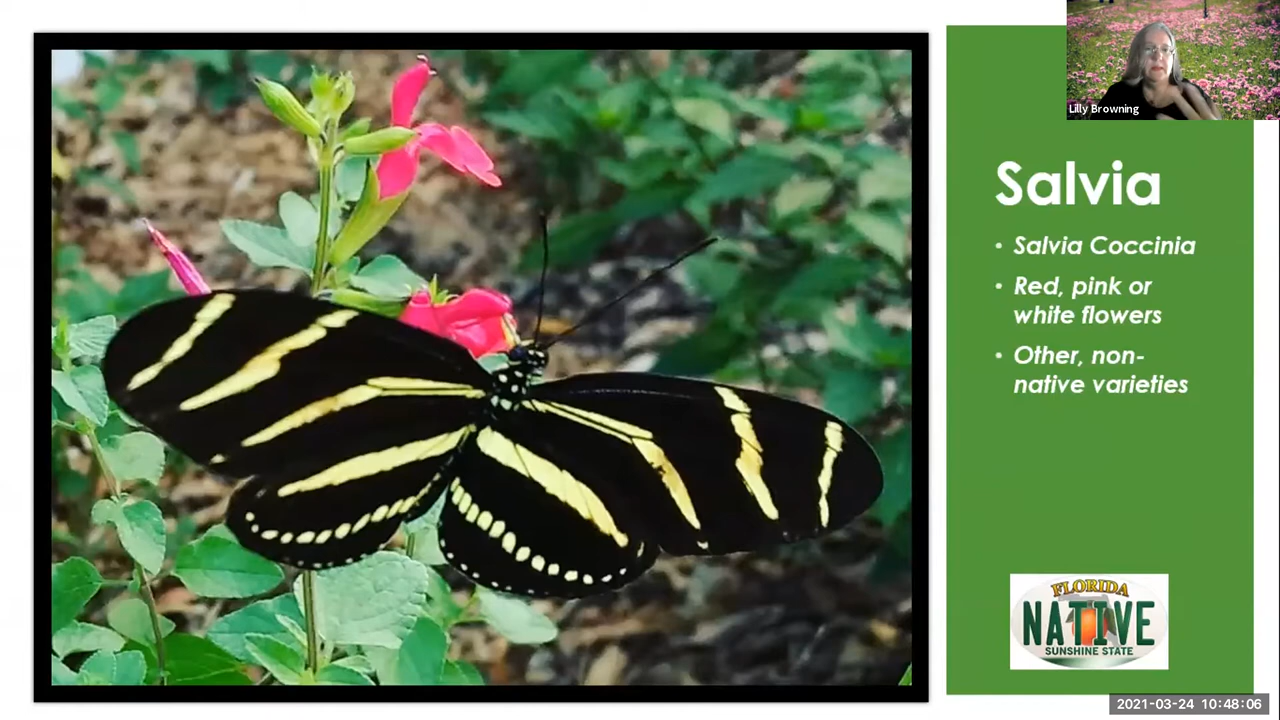 Lilly Browning
Salvia
• Salvia Coccinia
• Red, pink or
white flowers
• Other, non-
native varieties
FLORIDA
NATIVE
SUNSHINE STATE
2021-03-24 10:48:06